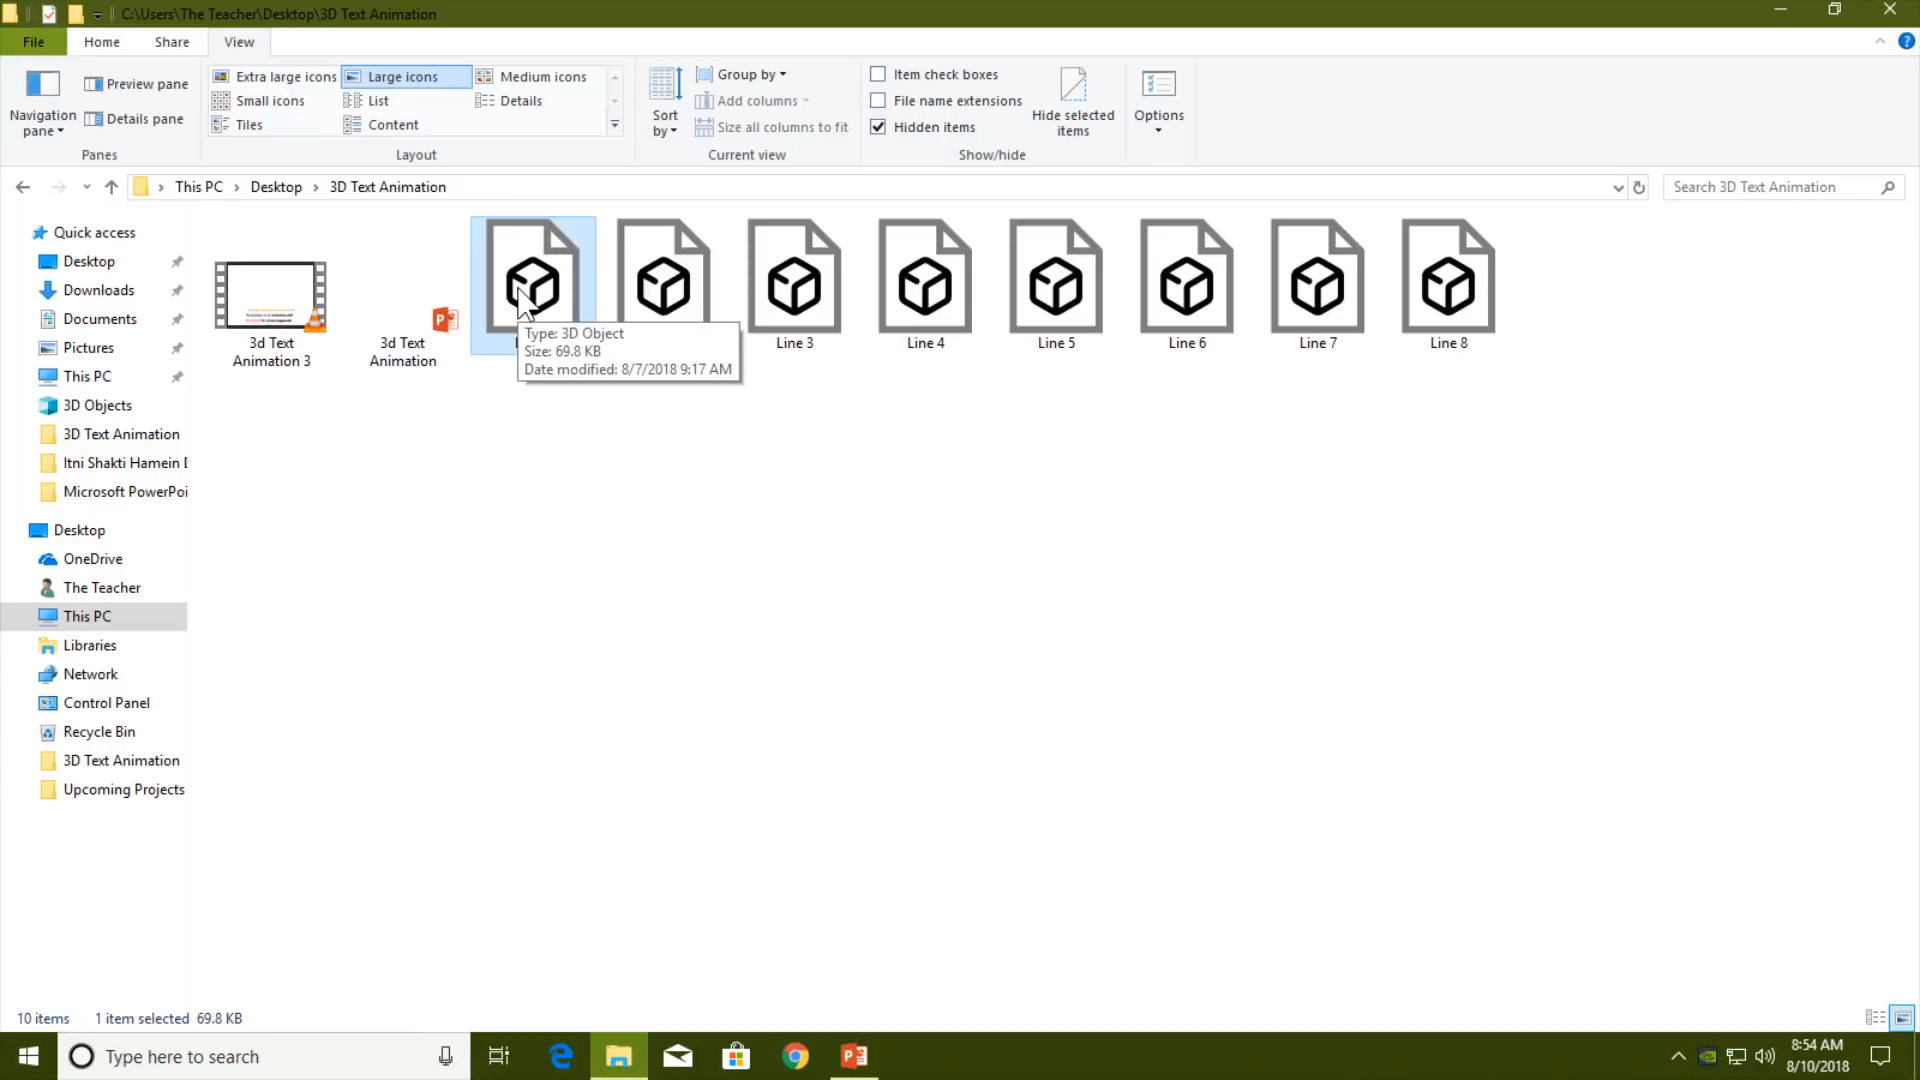 C:\Users\The Teacher\Desktop\3D Text Animation
File Home Share View
Navigation pane
Preview pane
Details pane
Panes
Extra large icons Large icons Medium icons
Small icons List Details
Tiles Content
Layout
Sort by
Group by
Add columns
Size all columns to fit
Current view
Item check boxes
File name extensions
Hidden items
Hide selected items
Show/hide
Options
This PC Desktop 3D Text Animation
Search 3D Text Animation
Quick access
Desktop
Downloads
Documents
Pictures
This PC
3D Objects
3D Text Animation
Itni Shakti Hamein D
Microsoft PowerPoi
Desktop
OneDrive
The Teacher
This PC
Libraries
Network
Control Panel
Recycle Bin
3D Text Animation
Upcoming Projects
3d Text
Animation 3
3d Text
Animation
Line 3
Line 4
Line 5
Line 6
Line 7
Line 8
Type: 3D Object
Size: 69.8 KB
Date modified: 8/7/2018 9:17 AM
10 items 1 item selected 69.8 KB
Type here to search
8:54 AM
8/10/2018